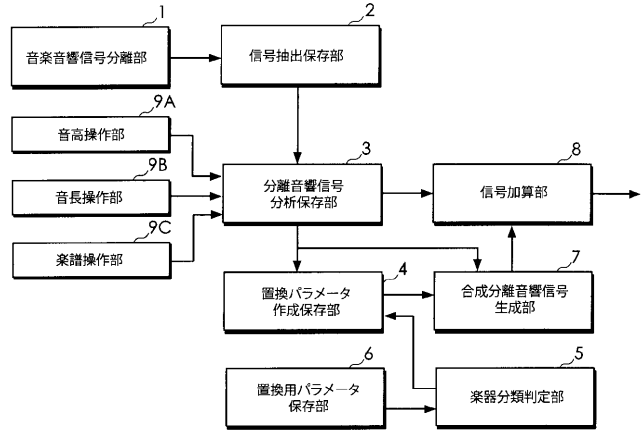 1
音楽音響信号分離部
2
信号抽出保存部
9A
音高操作部
9B
音長操作部
9C
楽譜操作部
3
分離音響信号
分析保存部
8
信号加算部
4
置換パラメータ
作成保存部
7
合成分離音響信号
生成部
6
置換用パラメータ
保存部
5
楽器分類判定部